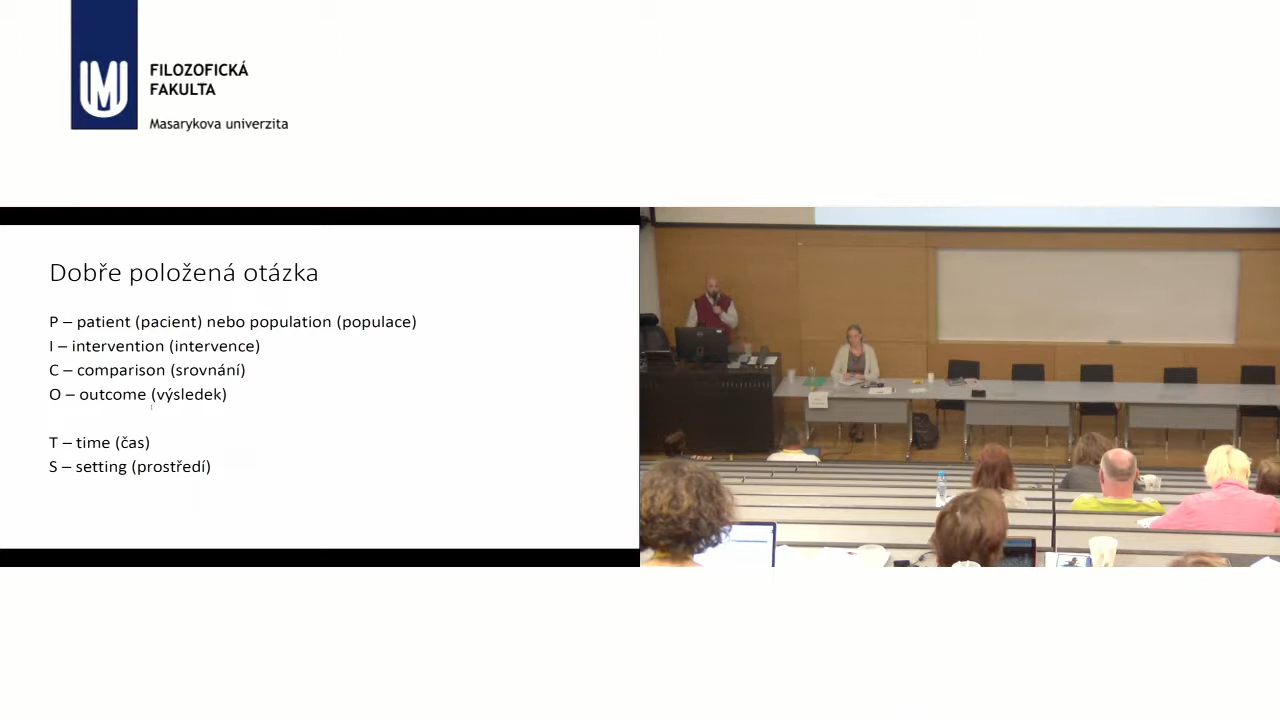 FILOZOFICKÁ
FAKULTA
Masarykova univerzita
Dobře položená otázka
P – patient (pacient) nebo population (populace)
I – intervention (intervence)
C – comparison (srovnání)
O – outcome (výsledek)
T – time (čas)
S – setting (prostředí)